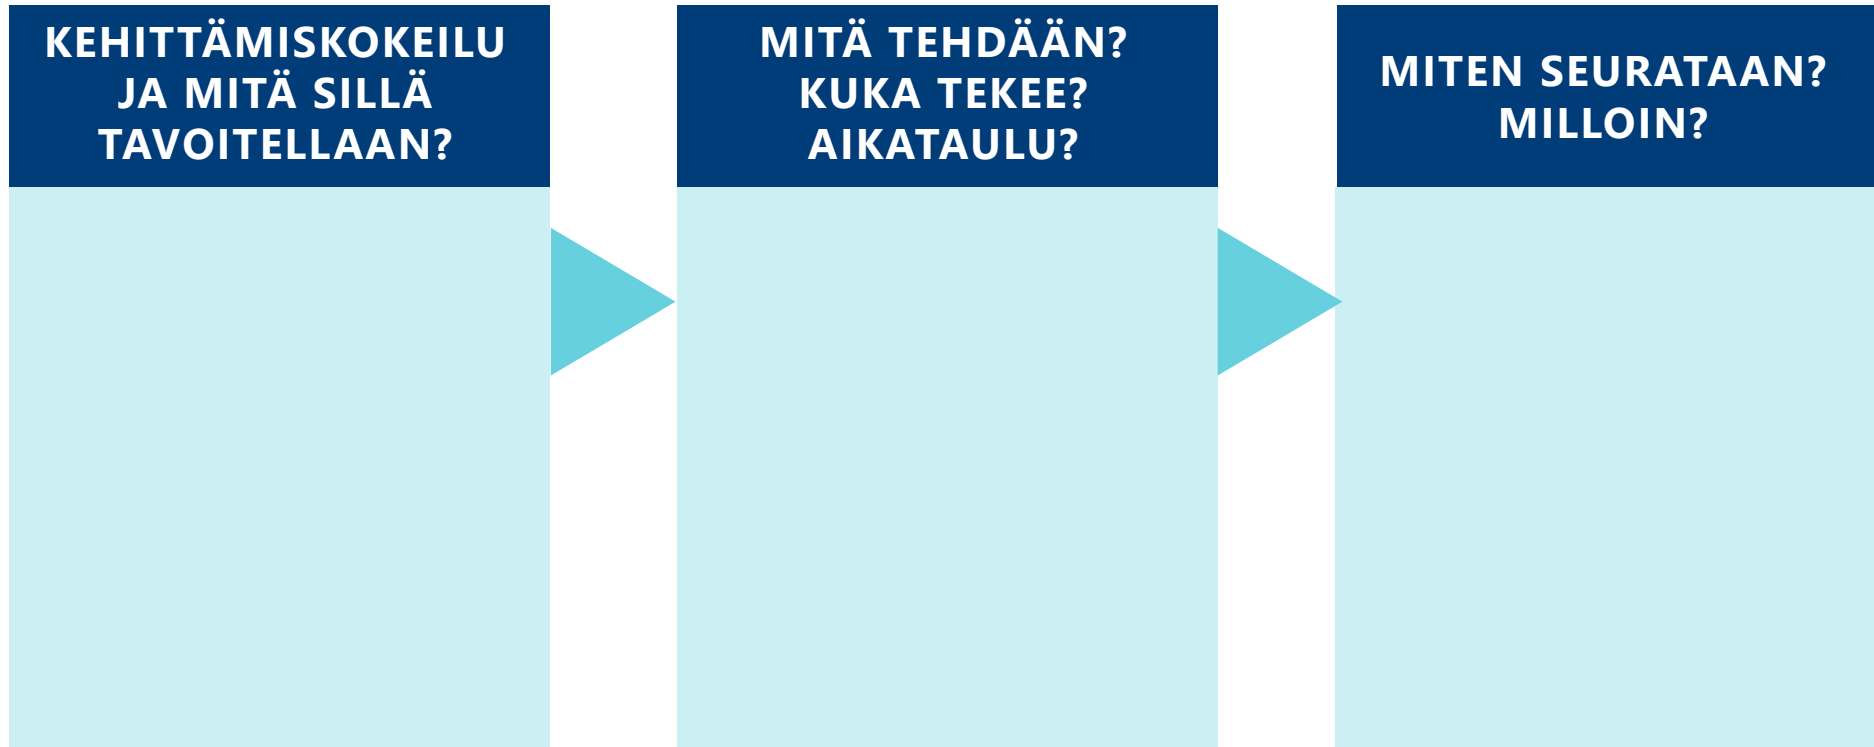 KEHITTÄMISKOKEILU
JA MITÄ SILLÄ
TAVOITELLAAN?
MITÄ TEHDÄÄN?
KUKA TEKEE?
AIKATAULU?
MITEN SEURATAAN?
MILLOIN?